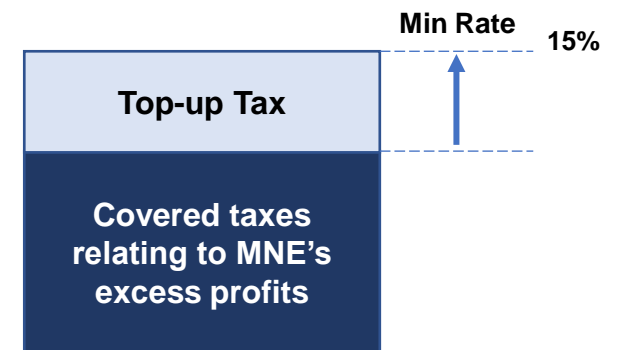 Min Rate
15%
Top-up Tax
Covered taxes
relating to MNE's
excess profits